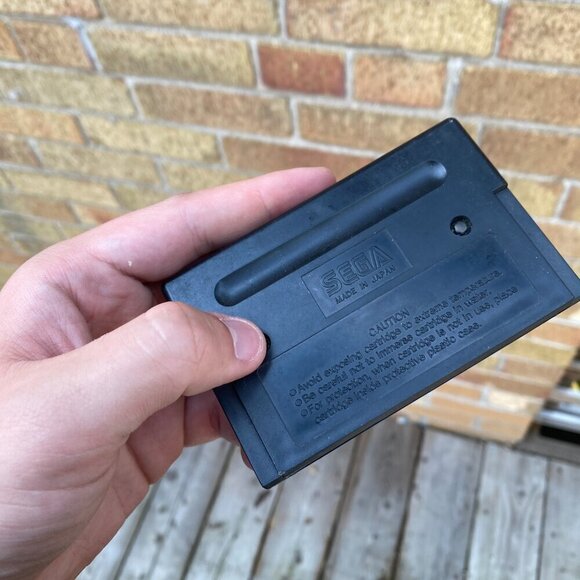 SEGA
MADE IN JAPAN
CAUTION
Avoid exposing cartridge to extreme temperature.
Be careful not to immerse cartridge in water.
For protection, when cartridge is not in use, place
cartridge inside protective plastic case.